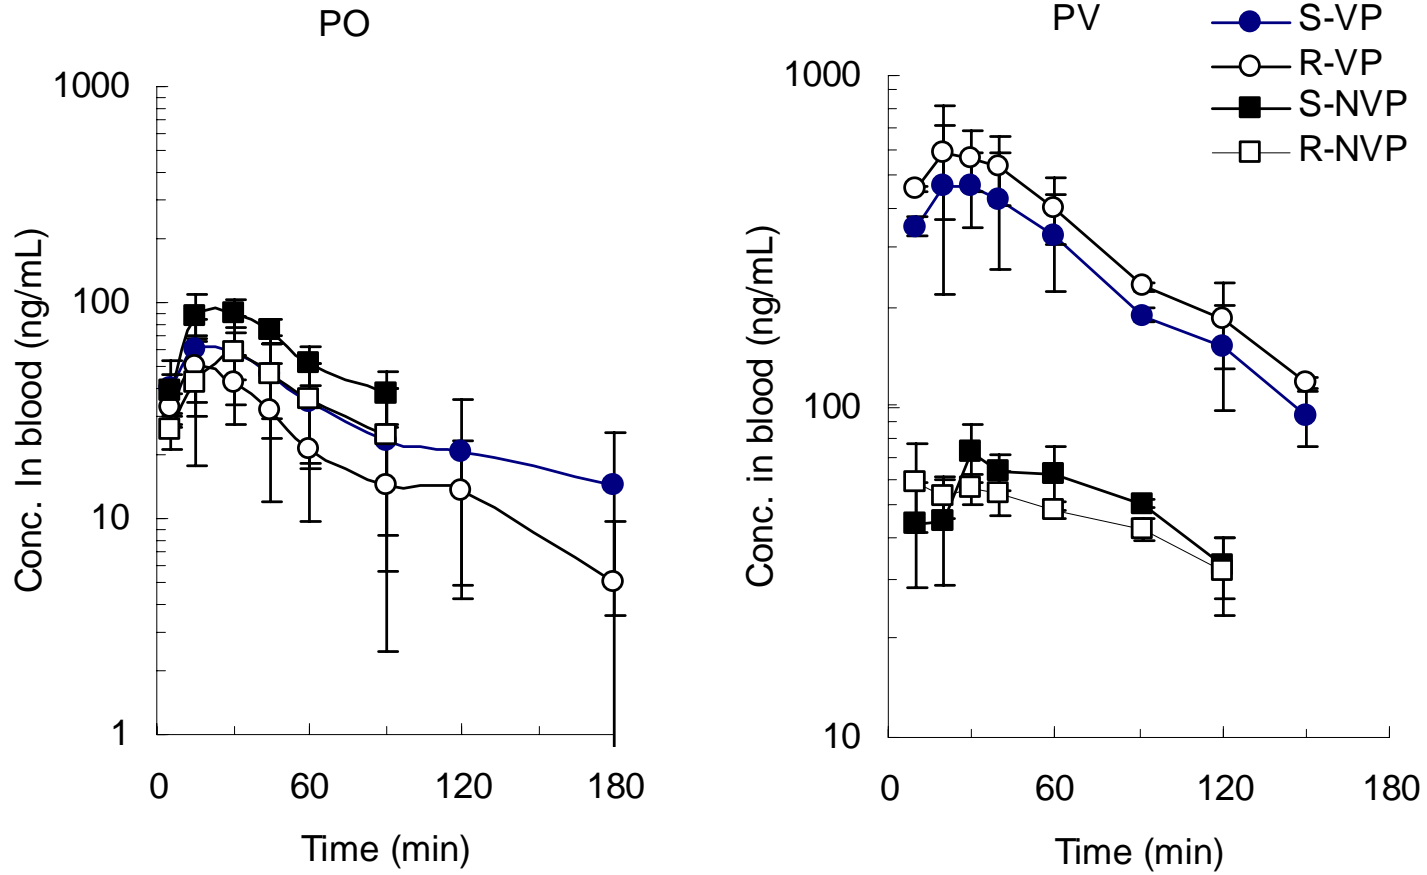 PO
1000
100
10
1
0 60 120 180
Time (min)
Conc. In blood (ng/mL)
PV
1000
100
10
0 60 120 180
Time (min)
Conc. in blood (ng/mL)
S-VP
R-VP
S-NVP
R-NVP